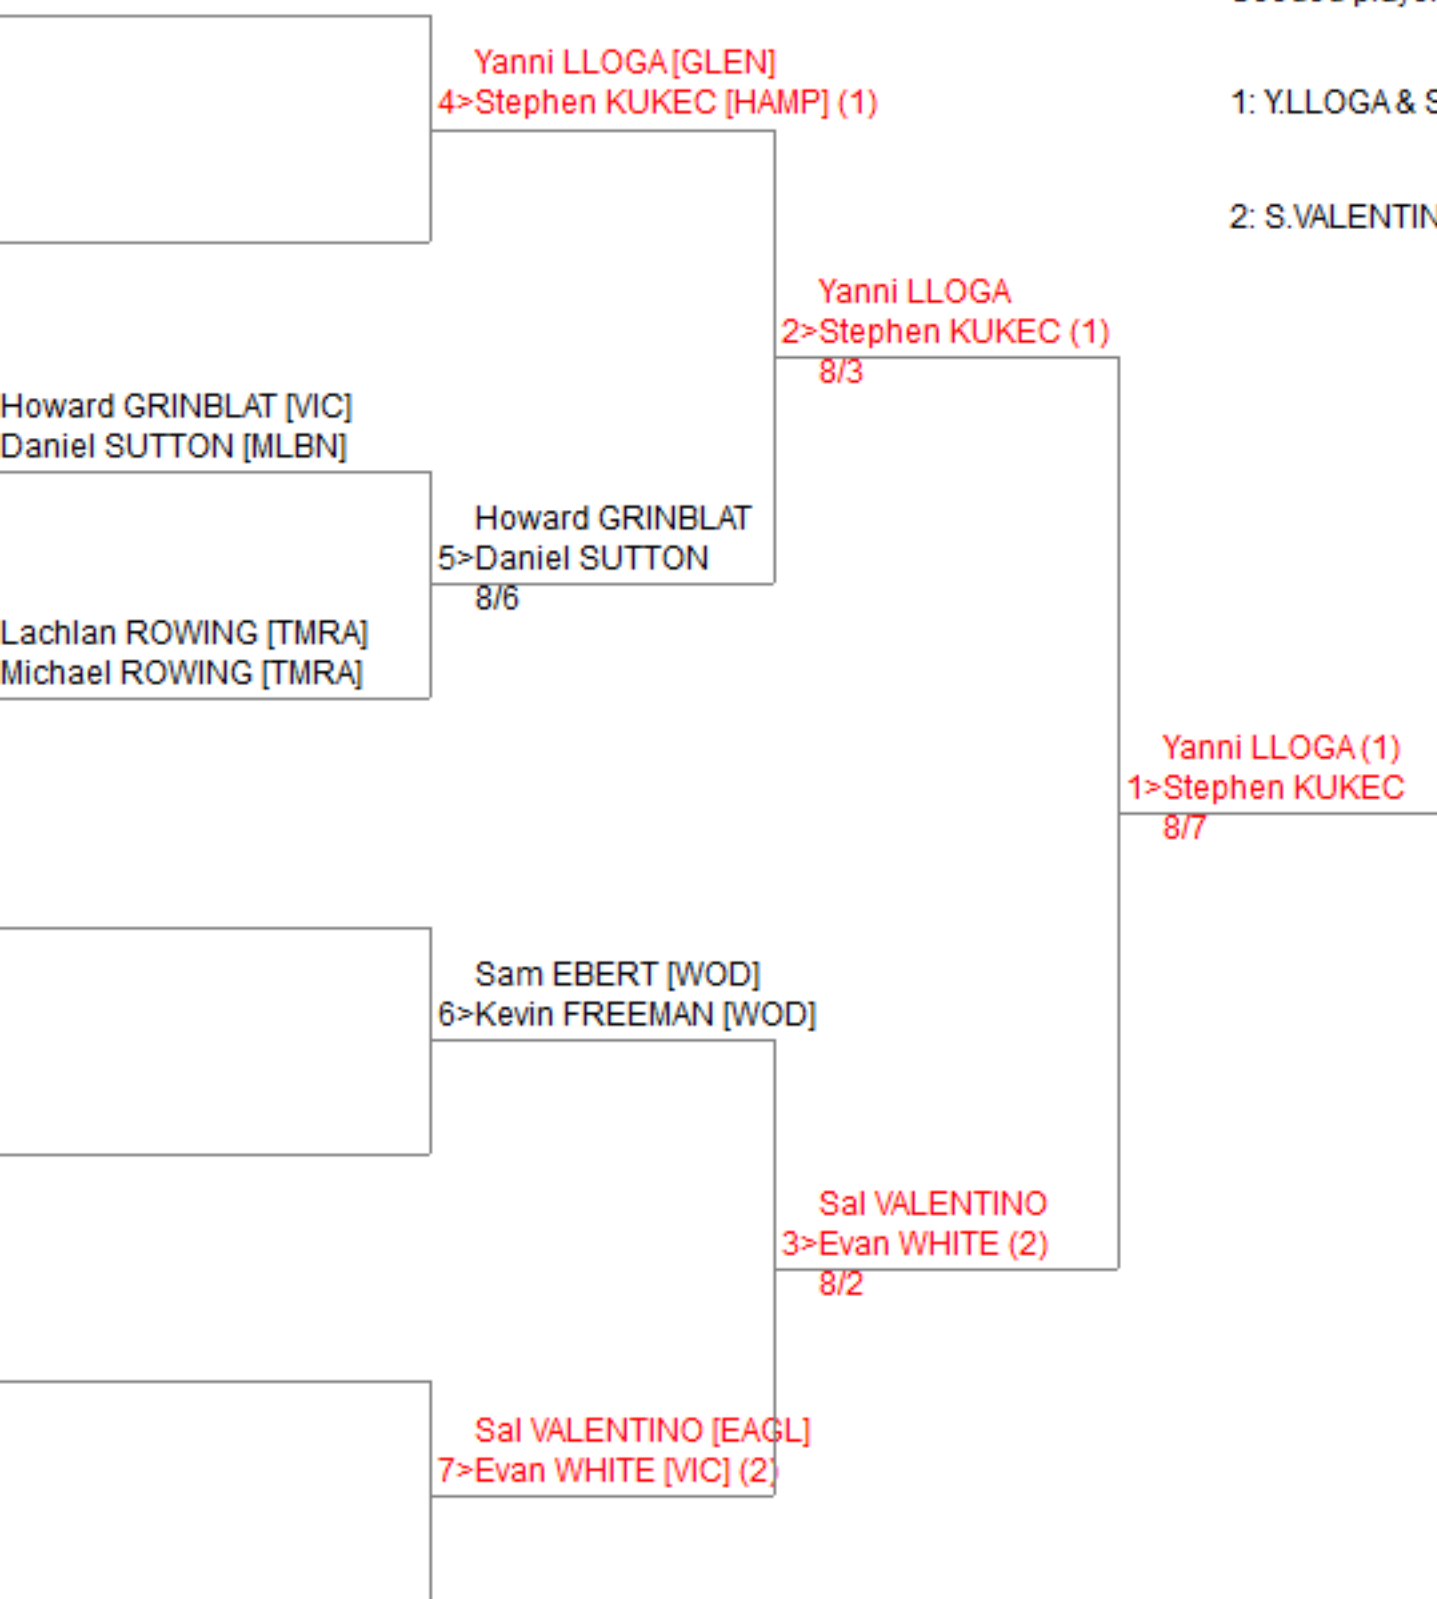 Yanni LLOGA [GLEN]
4>Stephen KUKEC [HAMP] (1)
1: Y.LLOGA &
2: S.VALENTIN
Yanni LLOGA
2>Stephen KUKEC (1)
8/3
Howard GRINBLAT [VIC]
Daniel SUTTON [MLBN]
Howard GRINBLAT
5>Daniel SUTTON
8/6
Lachlan ROWING [TMRA]
Michael ROWING [TMRA]
Yanni LLOGA (1)
1>Stephen KUKEC
8/7
Sam EBERT [WOD]
6>Kevin FREEMAN [WOD]
Sal VALENTINO
3>Evan WHITE (2)
8/2
Sal VALENTINO [EAGL]
7>Evan WHITE [VIC] (2)